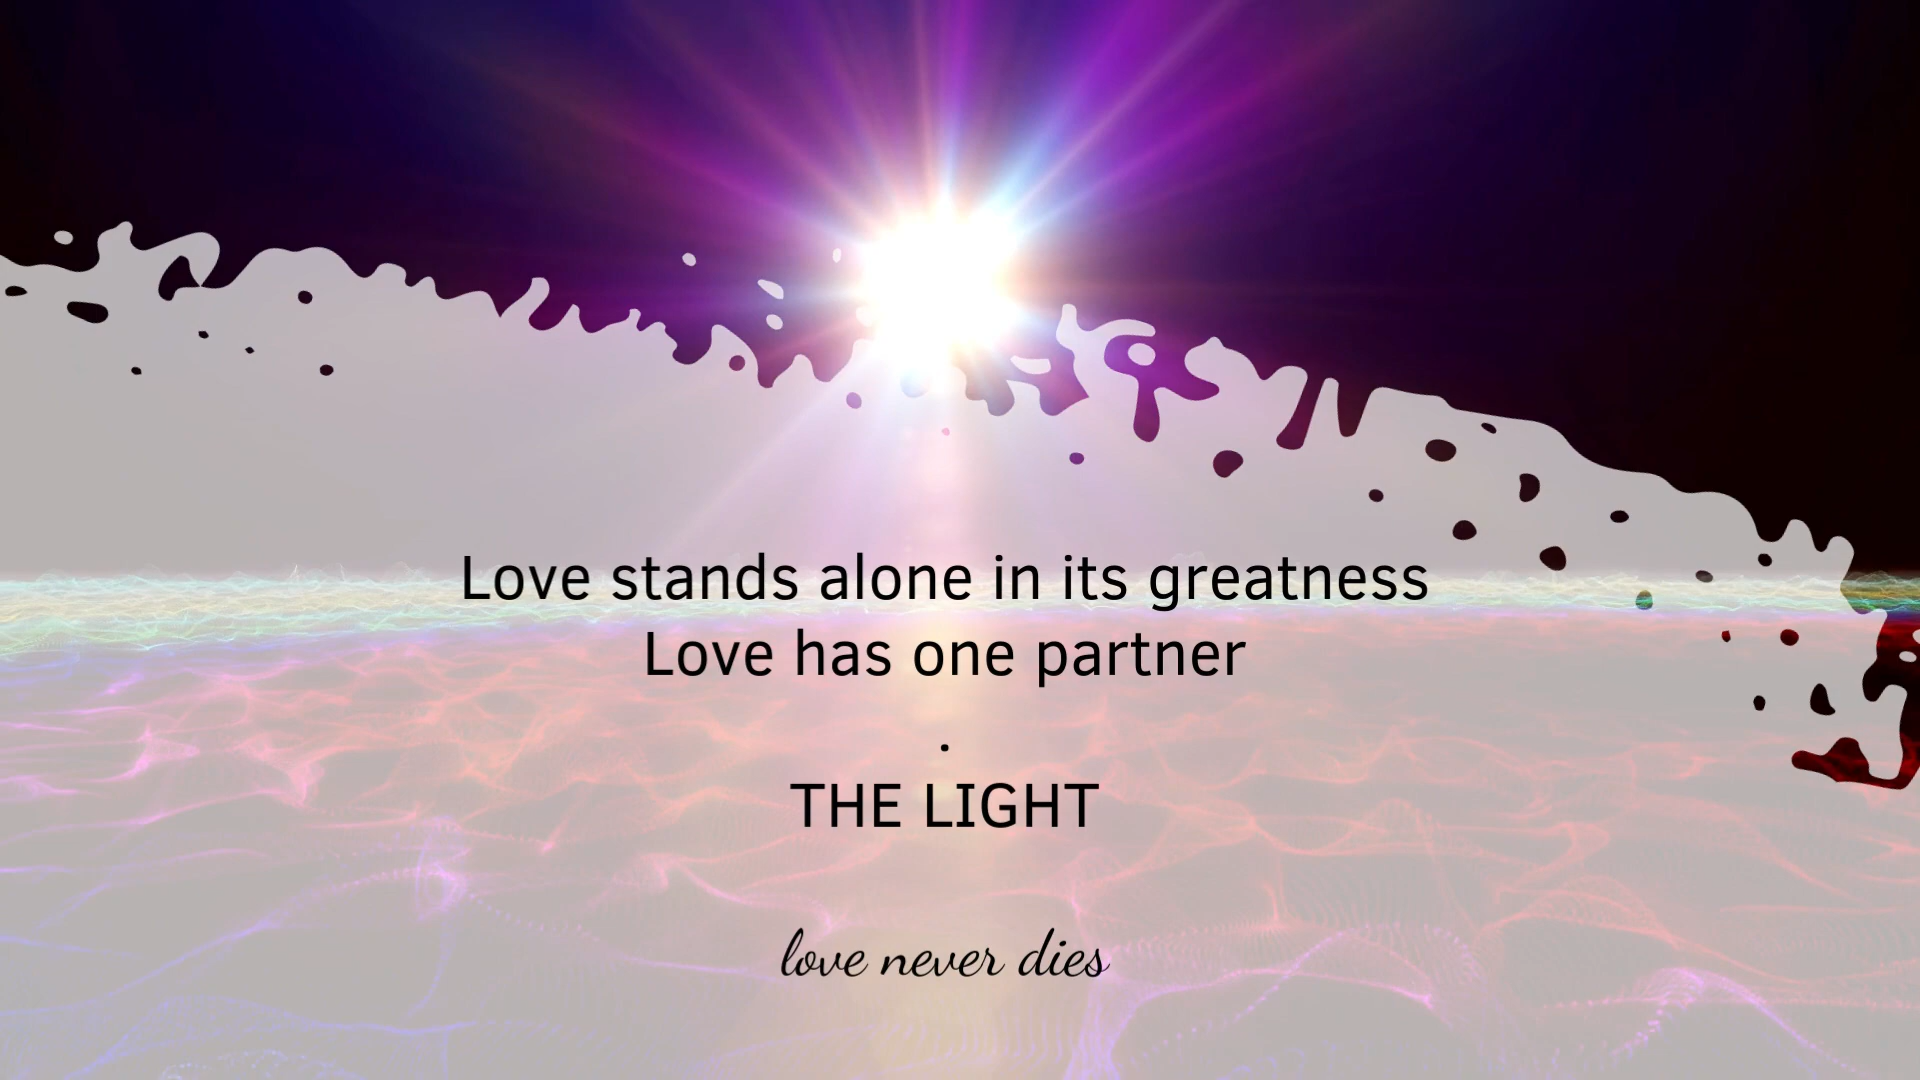 Love stands alone in its greatness
Love has one partner
.
THE LIGHT
love never dies